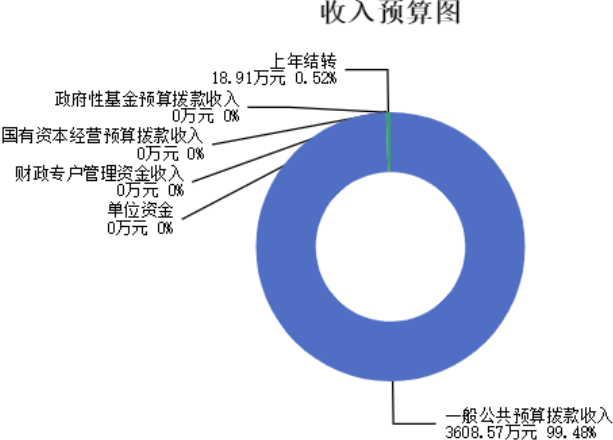 收入预算图
上年结转
18.91万元 0.52%
政府性基金预算拨款收入
0万元 0%
国有资本经营预算拨款收入
0万元 0%
财政专户管理资金收入
0万元 0%
单位资金
0万元 0%
一般公共预算拨款收入
3608.57万元 99.48%